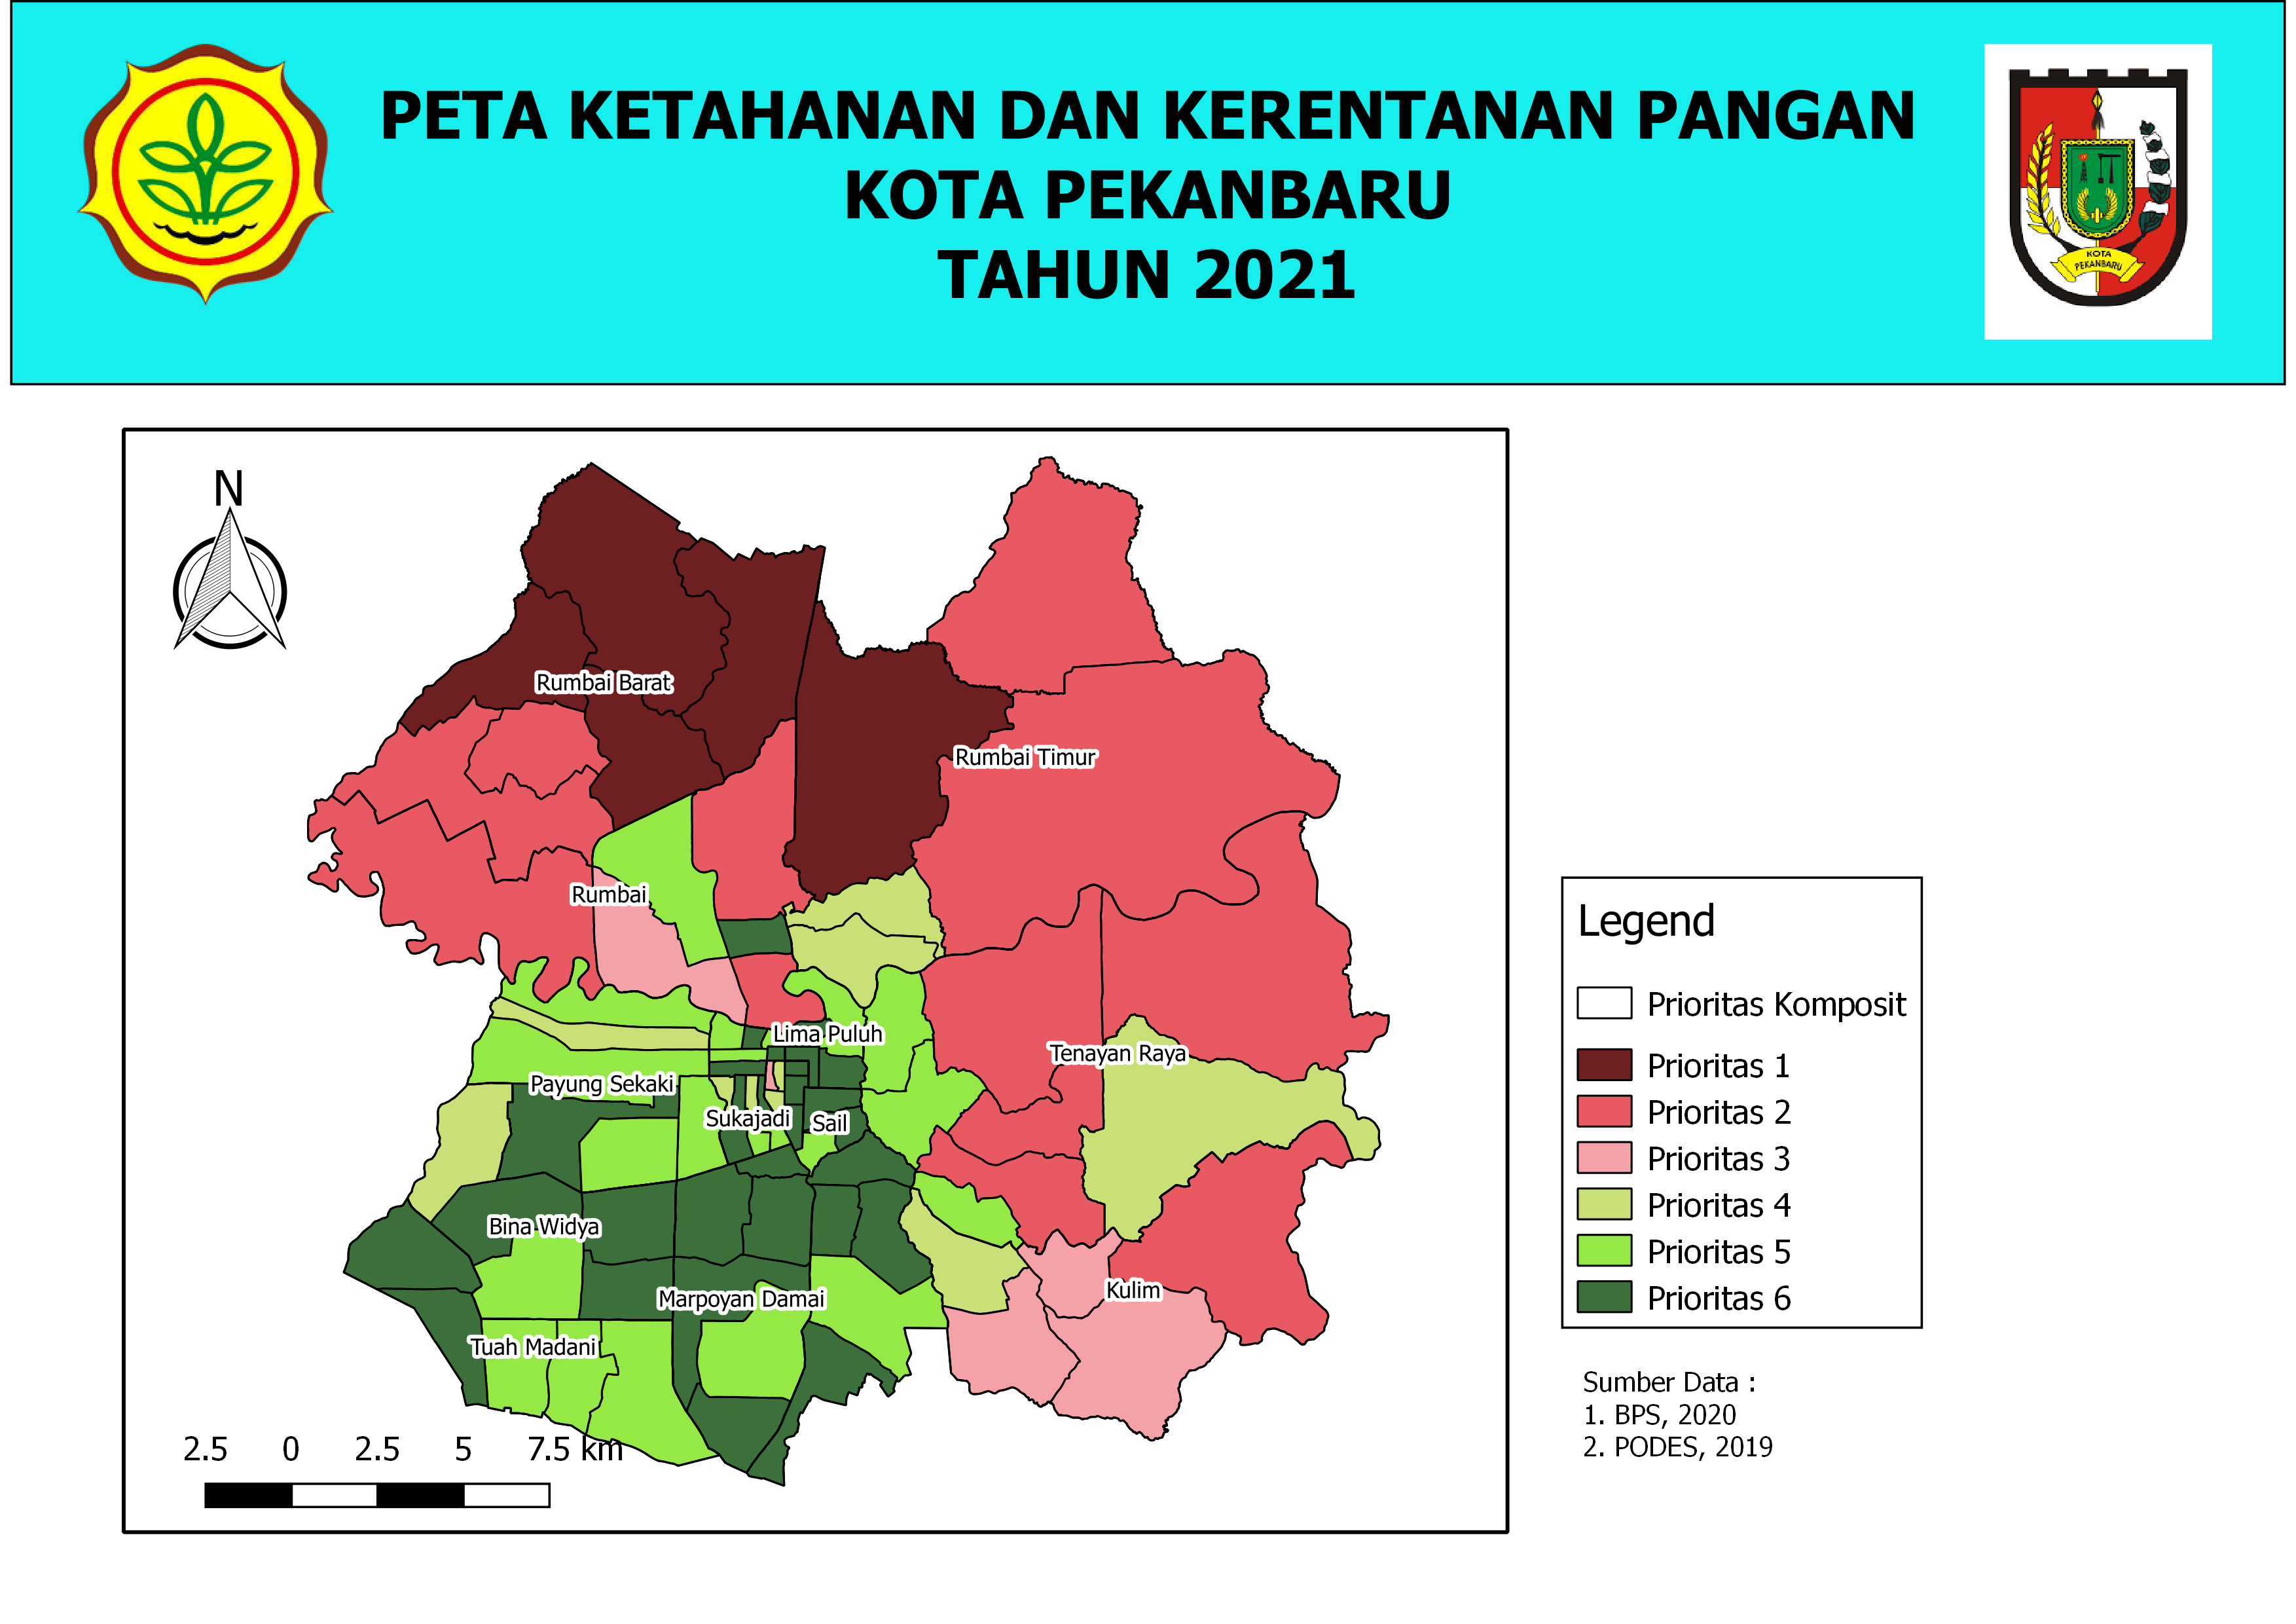 PETA KETAHANAN DAN KERENTANAN PANGAN
KOTA PEKANBARU
TAHUN 2021
KOTA
PEKANBARU
N
Rumbai Barat
Rumbai Timur
Rumbai
Lima Puluh
Tenayan Raya
Payung Sekaki
Sukajadi
Sail
Bina Widya
Kulim
Marpoyan Damai
Tuah Madani
2.5 0 2.5 5 7.5 km
Legend
Prioritas Komposit
Prioritas 1
Prioritas 2
Prioritas 3
Prioritas 4
Prioritas 5
Prioritas 6
Sumber Data :
1. BPS, 2020
2. PODES, 2019